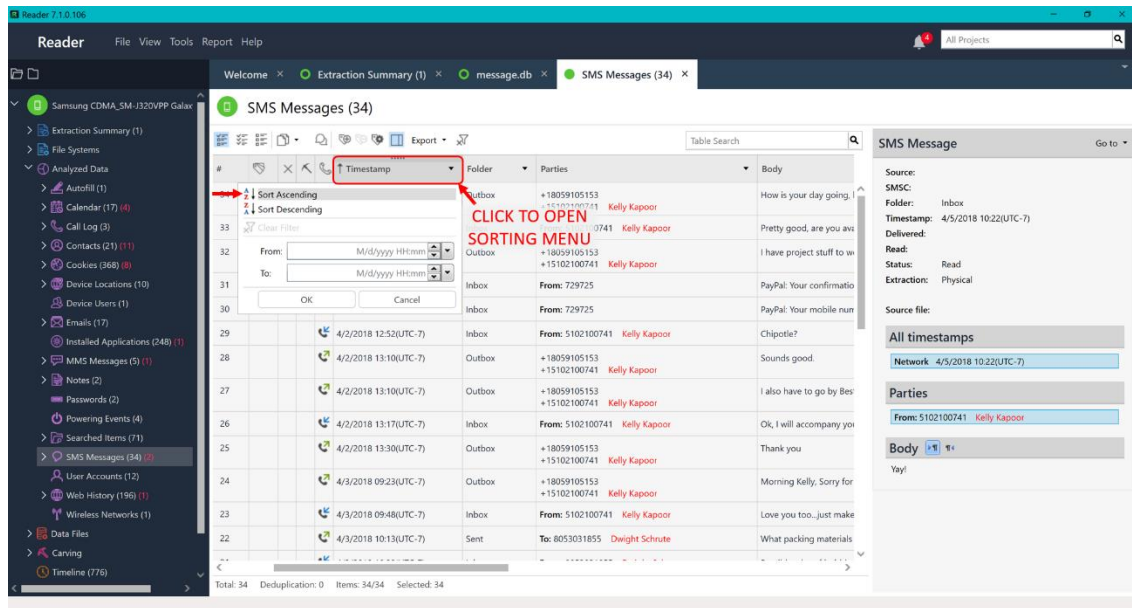 Reader 7.1.0.106
Reader File View Tools Report Help
4
All Projects
Welcome × Extraction Summary (1) × message.db × SMS Messages (34) ×
Samsung CDMA_SM-J320VPP Galax
Extraction Summary (1)
File Systems
Analyzed Data
Autofill (1)
Calendar (17) (4)
Call Log (3)
Contacts (21) (11)
Cookies (368) (8)
Device Locations (10)
Device Users (1)
Emails (17)
Installed Applications (248) (1)
MMS Messages (5) (1)
Notes (2)
Passwords (2)
Powering Events (4)
Searched Items (71)
SMS Messages (34) (2)
User Accounts (12)
Web History (196) (1)
Wireless Networks (1)
Data Files
Carving
Timeline (776)
SMS Messages (34)
Export
Table Search
# Timestamp Folder Parties Body
Sort Ascending
Sort Descending
Clear Filter
From: M/d/yyyy HH:mm
To: M/d/yyyy HH:mm
OK Cancel
CLICK TO OPEN
SORTING MENU
Outbox +18059105153 How is your day going,
Kelly Kapoor
33 0741 Kelly Kapoor Pretty good, are you ava
32 Outbox +18059105153 I have project stuff to w
+15102100741 Kelly Kapoor
31 Inbox From: 729725 PayPal: Your confirmatio
30 Inbox From: 729725 PayPal: Your mobile num
29 4/2/2018 12:52(UTC-7) Inbox From: 5102100741 Kelly Kapoor Chipotle?
28 4/2/2018 13:10(UTC-7) Outbox +18059105153 Sounds good.
+15102100741 Kelly Kapoor
27 4/2/2018 13:10(UTC-7) Outbox +18059105153 I also have to go by Bes
+15102100741 Kelly Kapoor
26 4/2/2018 13:17(UTC-7) Inbox From: 5102100741 Kelly Kapoor Ok, I will accompany you
25 4/2/2018 13:30(UTC-7) Outbox +18059105153 Thank you
+15102100741 Kelly Kapoor
24 4/3/2018 09:23(UTC-7) Outbox +18059105153 Morning Kelly, Sorry for
+15102100741 Kelly Kapoor
23 4/3/2018 09:48(UTC-7) Inbox From: 5102100741 Kelly Kapoor Love you too...just make
22 4/3/2018 10:13(UTC-7) Sent To: 8053031855 Dwight Schrute What packing materials
Total: 34 Deduplication: 0 Items: 34/34 Selected: 34
SMS Message Go to
Source:
SMSC:
Folder: Inbox
Timestamp: 4/5/2018 10:22(UTC-7)
Delivered:
Read:
Status: Read
Extraction: Physical
Source file:
All timestamps
Network 4/5/2018 10:22(UTC-7)
Parties
From: 5102100741 Kelly Kapoor
Body
Yay!